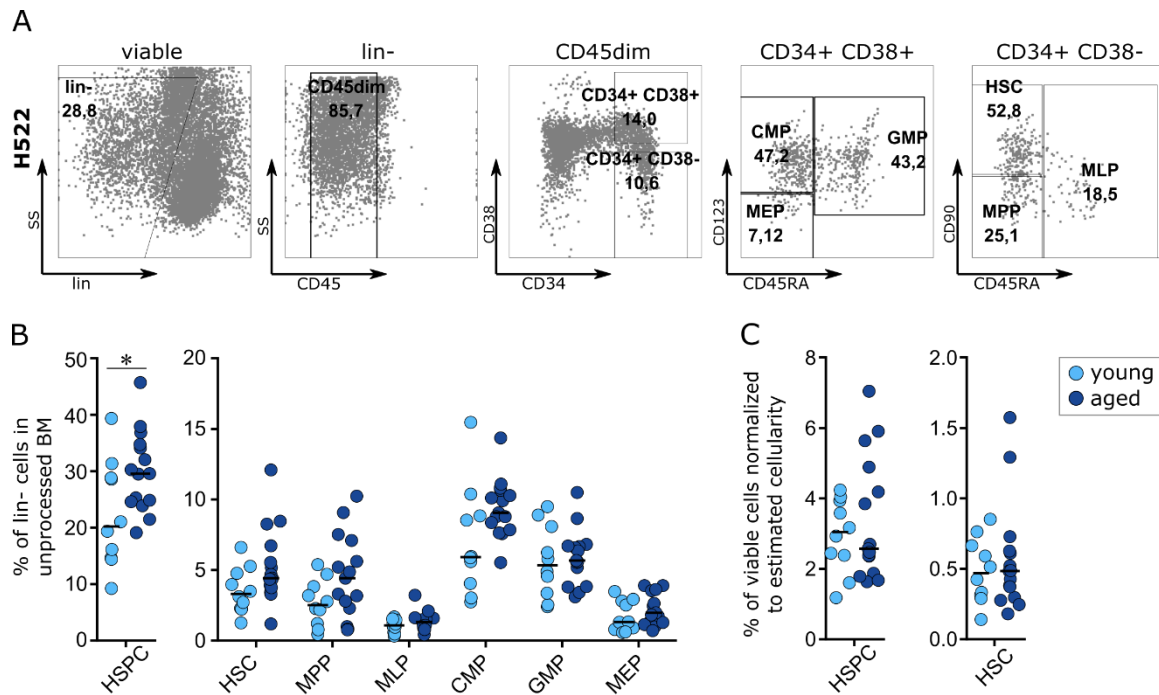 A
viable
lin-
CD45dim
CD34+ CD38+
CD34+ CD38-
H522
lin-
28,8
SS
lin
CD45dim
85,7
SS
CD45
CD34+ CD38+
14,0
CD34+ CD38-
10,6
CD38
CD34
CMP
47,2
GMP
43,2
MEP
7,12
CD123
CD45RA
HSC
52,8
MLP
18,5
MPP
25,1
CD90
CD45RA
B
% of lin- cells in
unprocessed BM
50
40
30
20
10
0
*
HSPC
20
15
10
5
0
HSC
MPP
MLP
CMP
GMP
MEP
C
% of viable cells normalized
to estimated cellularity
8
6
4
2
0
HSPC
2.0
1.5
1.0
0.5
0.0
HSC
young
aged